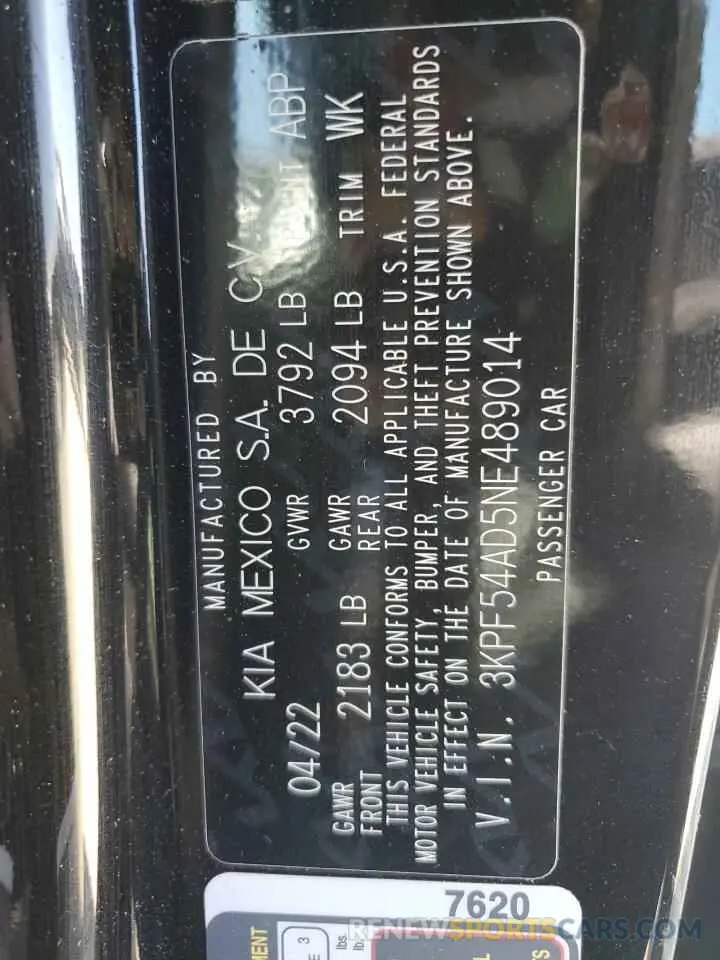 MANUFACTURED BY
KIA MEXICO S.A. DE C.V.
04/22 GVWR 3792 LB ABP
GAWR FRONT 2183 LB GAWR REAR 2094 LB TRIM WK
THIS VEHICLE CONFORMS TO ALL APPLICABLE U.S.A. FEDERAL
MOTOR VEHICLE SAFETY, BUMPER, AND THEFT PREVENTION STANDARDS
IN EFFECT ON THE DATE OF MANUFACTURE SHOWN ABOVE.
V.I.N. 3KPF54AD5NE489014
PASSENGER CAR
7620
3
lbs
RENEWSPORTSCARS.COM